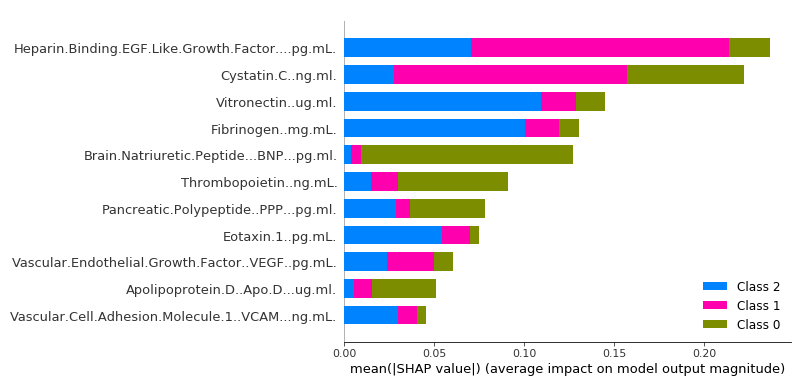 Heparin.Binding.EGF.Like.Growth.Factor....pg.mL.
Cystatin.C..ng.ml.
Vitronectin..ug.ml.
Fibrinogen..mg.mL.
Brain.Natriuretic.Peptide...BNP...pg.ml.
Thrombopoietin..ng.mL.
Pancreatic.Polypeptide..PPP...pg.ml.
Eotaxin.1..pg.mL.
Vascular.Endothelial.Growth.Factor..VEGF..pg.mL.
Apolipoprotein.D..Apo.D...ug.ml.
Vascular.Cell.Adhesion.Molecule.1..VCAM...ng.mL.
Class 2
Class 1
Class 0
0.00 0.05 0.10 0.15 0.20
mean(|SHAP value|) (average impact on model output magnitude)